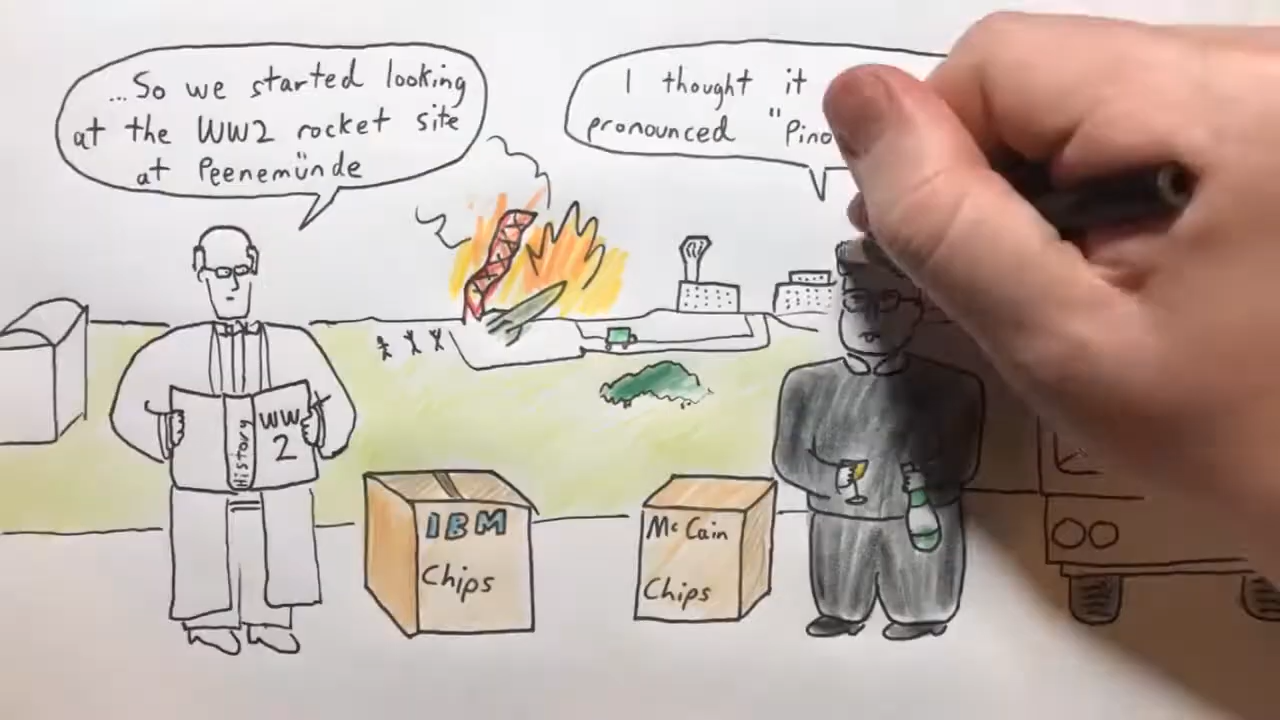 ...So we started looking
at the WW2 rocket site
at Peenemünde
I thought it
pronounced
History
WW
2
IBM
Chips
McCain
Chips